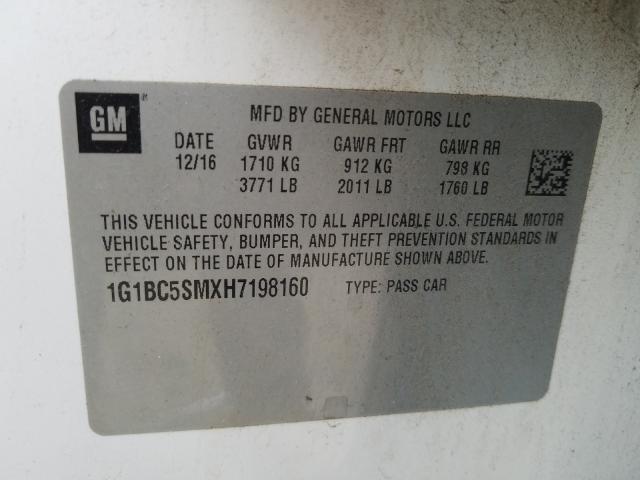 GM®
MFD BY GENERAL MOTORS LLC
DATE GVWR GAWR FRT GAWR RR
12/16 1710 KG 912 KG 798 KG
3771 LB 2011 LB 1760 LB
THIS VEHICLE CONFORMS TO ALL APPLICABLE U.S. FEDERAL MOTOR
VEHICLE SAFETY, BUMPER, AND THEFT PREVENTION STANDARDS IN
EFFECT ON THE DATE OF MANUFACTURE SHOWN ABOVE.
1G1BC5SMXH7198160 TYPE: PASS CAR